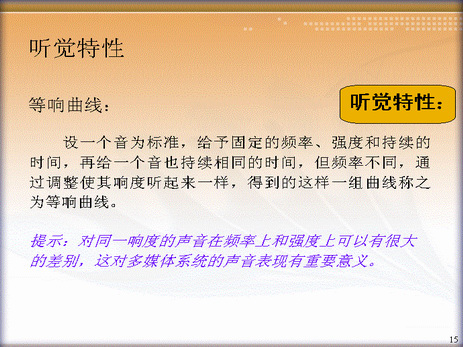 听觉特性
等响曲线：
听觉特性：
设一个音为标准，给予固定的频率、强度和持续的
时间，再给一个音也持续相同的时间，但频率不同，通
过调整使其响度听起来一样，得到的这样一组曲线称之
为等响曲线。
提示：对同一响度的声音在频率上和强度上可以有很大
的差别，这对多媒体系统的声音表现有重要意义。
15